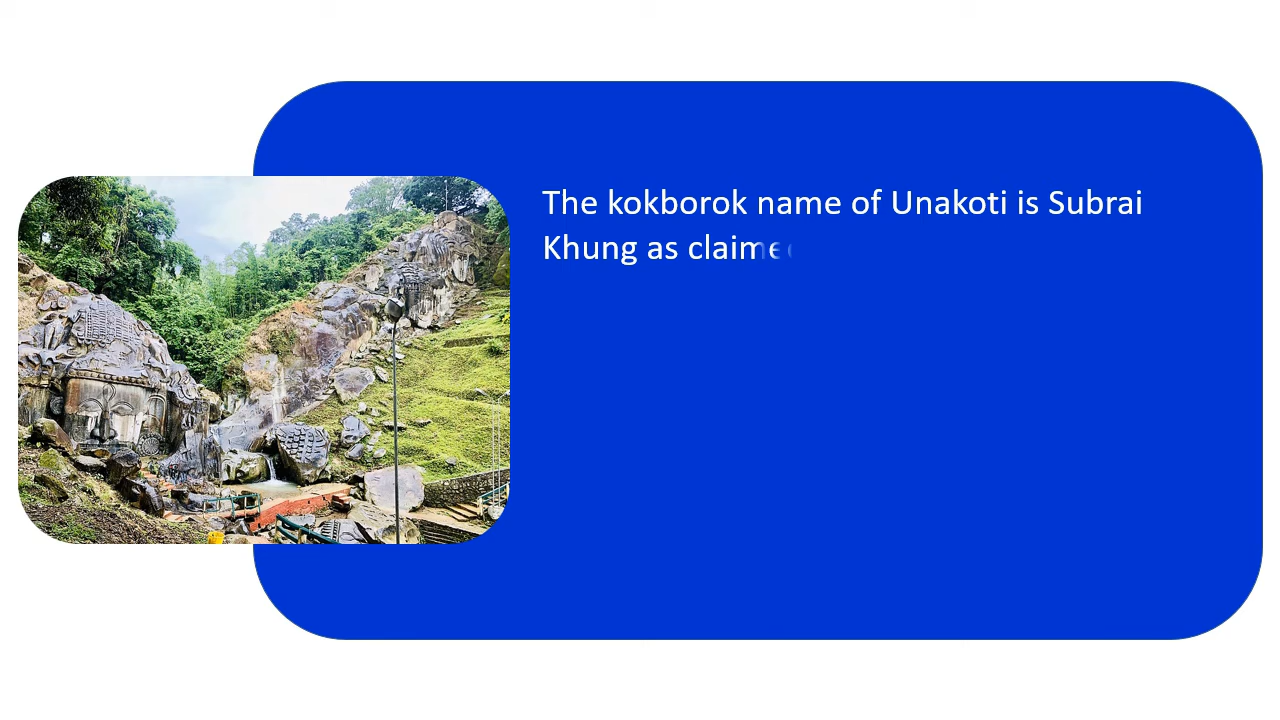 The kokborok name of Unakoti is Subrai
Khung as